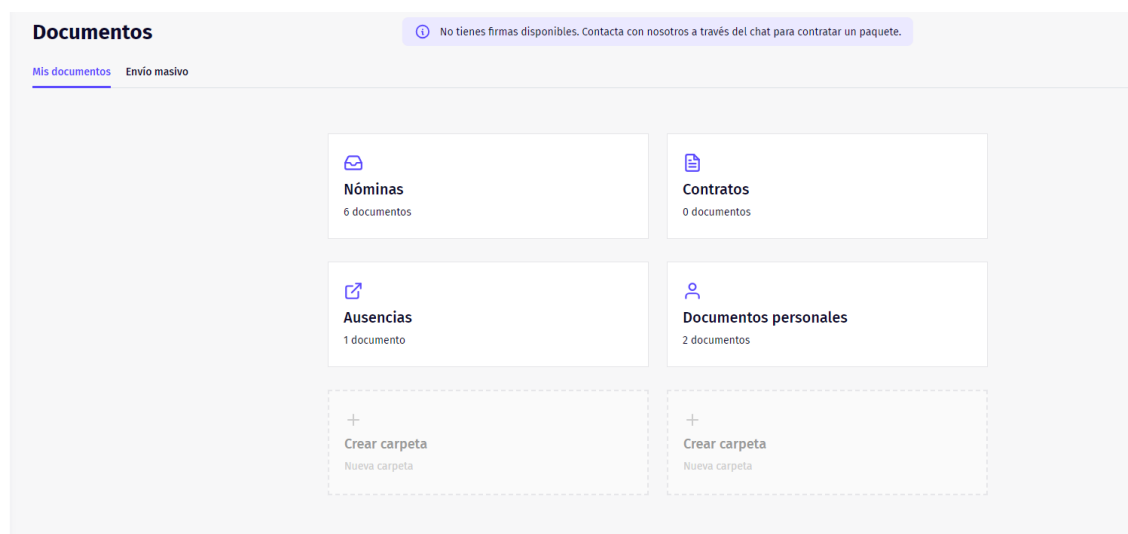 Documentos
No tienes firmas disponibles. Contacta con nosotros a través del chat para contratar un paquete.
Mis documentos
Envío masivo
Nóminas
6 documentos
Contratos
0 documentos
Ausencias
1 documento
Documentos personales
2 documentos
Crear carpeta
Nueva carpeta
Crear carpeta
Nueva carpeta